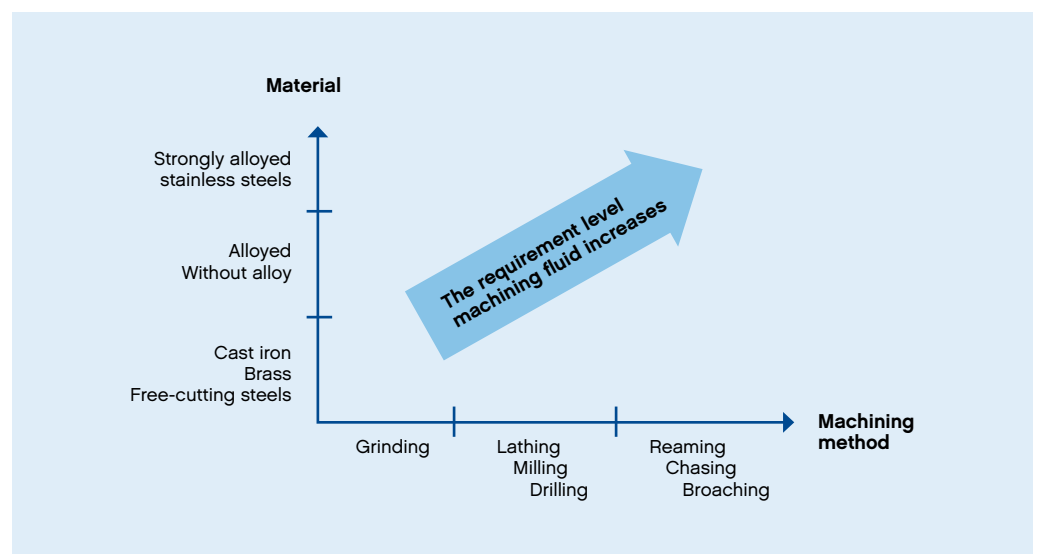 Material
Strongly alloyed
stainless steels
Alloyed
Without alloy
Cast iron
Brass
Free-cutting steels
The requirement level
machining fluid increases
Machining
method
Grinding
Lathing
Milling
Drilling
Reaming
Chasing
Broaching